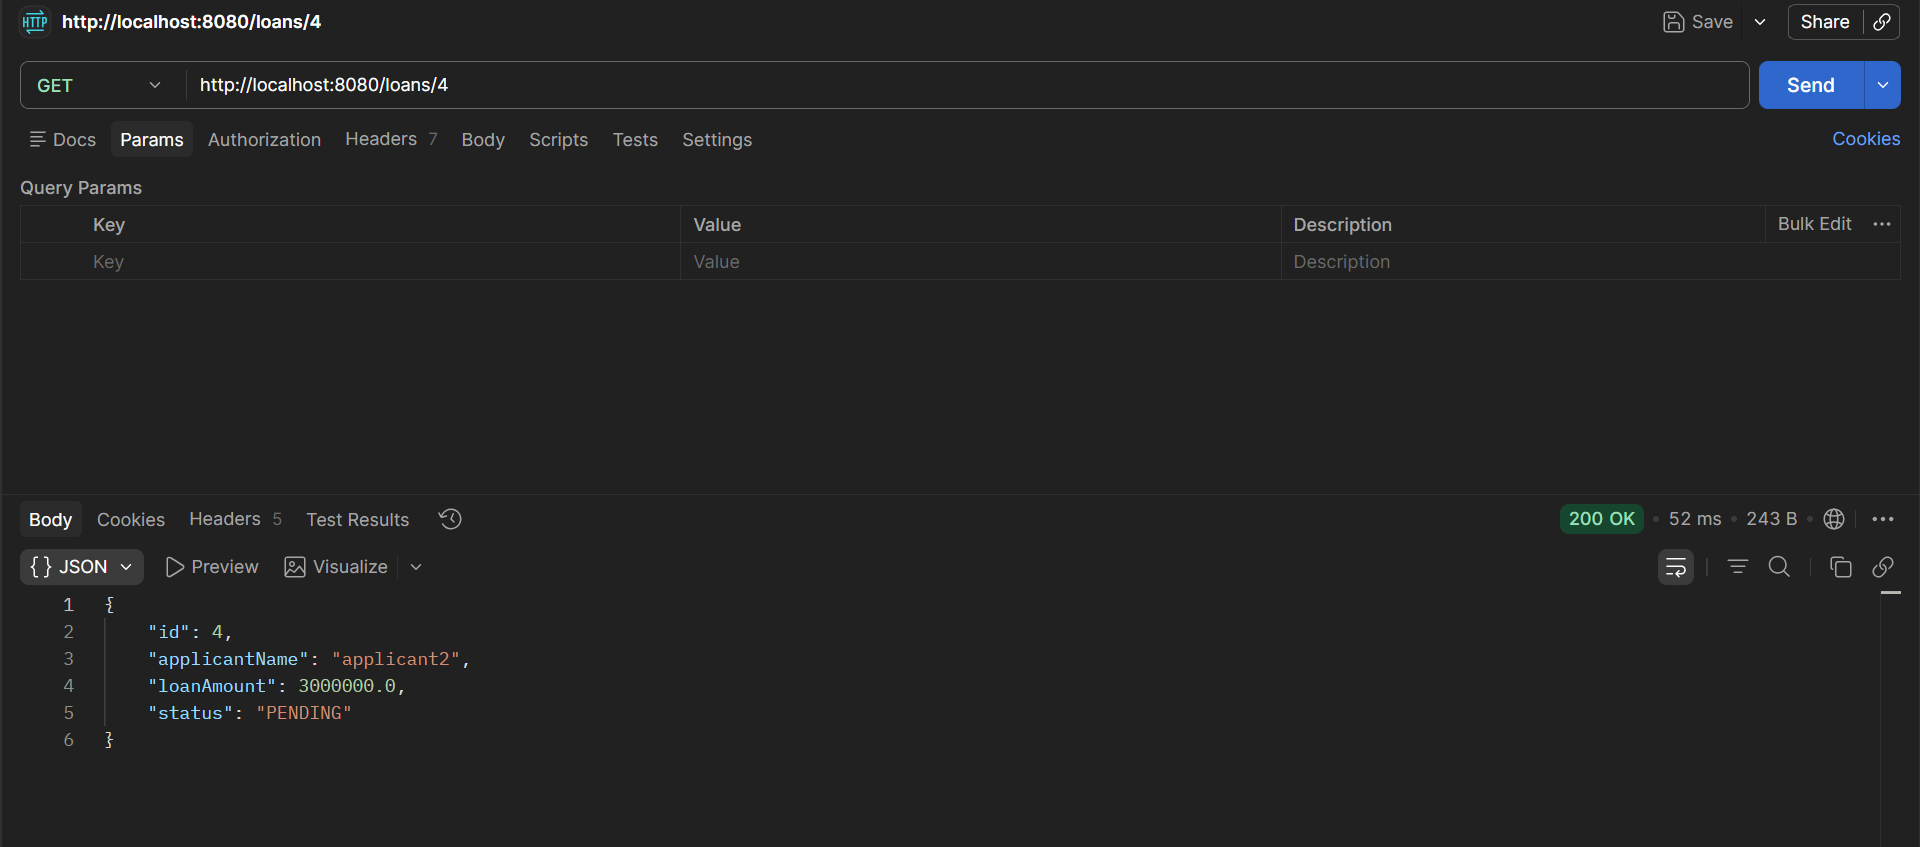 HTTP http://localhost:8080/loans/4 Save Share
GET http://localhost:8080/loans/4 Send
Docs Params Authorization Headers 7 Body Scripts Tests Settings Cookies
Query Params
Key Value Description Bulk Edit ...
Key Value Description
Body Cookies Headers 5 Test Results 200 OK • 52 ms • 243 B • ...
{} JSON Preview Visualize
1 {
2 "id": 4,
3 "applicantName": "applicant2",
4 "loanAmount": 3000000.0,
5 "status": "PENDING"
6 }